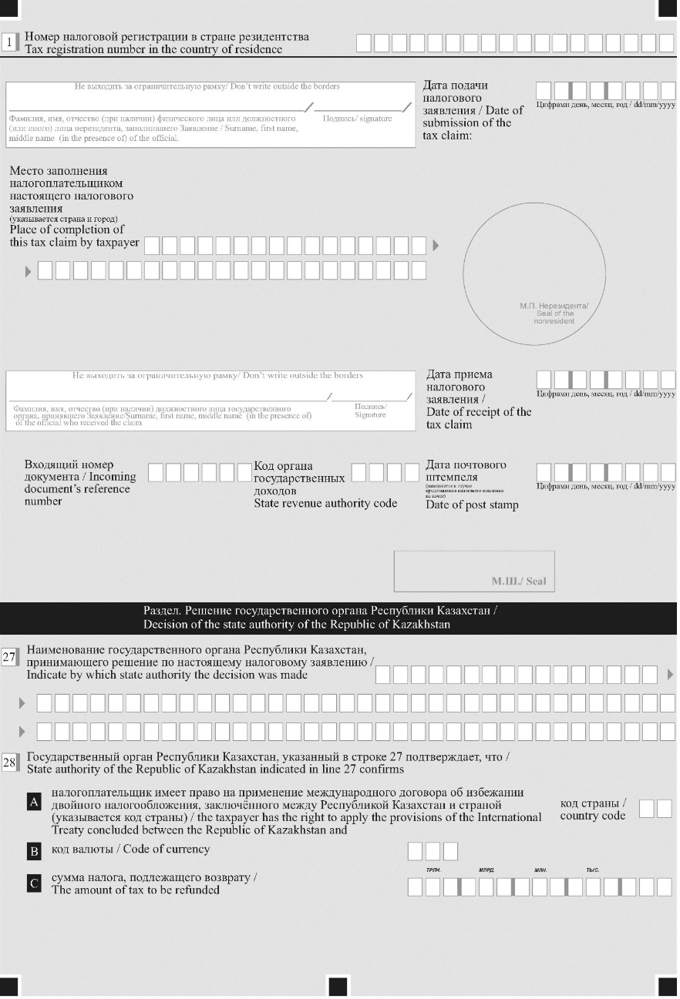 1
Номер налоговой регистрации в стране резидентства
Tax registration number in the country of residence
Не выходить за ограничительную рамку/ Don't write outside the borders
/ /
Фамилия, имя, отчество (при наличии) физического лица или должностного
(или иного) лица нерезидента, заполнившего Заявление / Surname, first name,
middle name (in the presence of) of the official.
Подпись/ signature
Дата подачи
налогового
заявления / Date of
submission of the
tax claim:
Цифрами день, месяц, год / dd/mm/yyyy
Место заполнения
налогоплательщиком
настоящего налогового
заявления
(указывается страна и город)
Place of completion of
this tax claim by taxpayer
М.П. Нерезидента/
Seal of the
nonresident
Не выходить за ограничительную рамку/ Don't write outside the borders
/ /
Фамилия, имя, отчество (при наличии) должностного лица государственного
органа, принявшего Заявление/Surname, first name, middle name (in the presence of)
of the official who received the claim
Подпись/
Signature
Дата приема
налогового
заявления /
Date of receipt of the
tax claim
Цифрами день, месяц, год / dd/mm/yyyy
Входящий номер
документа / Incoming
document's reference
number
Код органа
государственных
доходов
State revenue authority code
Дата почтового
штемпеля
(заполняется в случае
представления налогового заявления
по почте)
Date of post stamp
Цифрами день, месяц, год / dd/mm/yyyy
М.Ш./ Seal
Раздел. Решение государственного органа Республики Казахстан /
Decision of the state authority of the Republic of Kazakhstan
27
Наименование государственного органа Республики Казахстан,
принимающего решение по настоящему налоговому заявлению /
Indicate by which state authority the decision was made
28
Государственный орган Республики Казахстан, указанный в строке 27 подтверждает, что /
State authority of the Republic of Kazakhstan indicated in line 27 confirms
A
налогоплательщик имеет право на применение международного договора об избежании
двойного налогообложения, заключённого между Республикой Казахстан и страной
(указывается код страны) / the taxpayer has the right to apply the provisions of the International
Treaty concluded between the Republic of Kazakhstan and
код страны /
country code
B
код валюты / Code of currency
ТРЛН. МЛРД. МЛН. ТЫС.
C
сумма налога, подлежащего возврату /
The amount of tax to be refunded